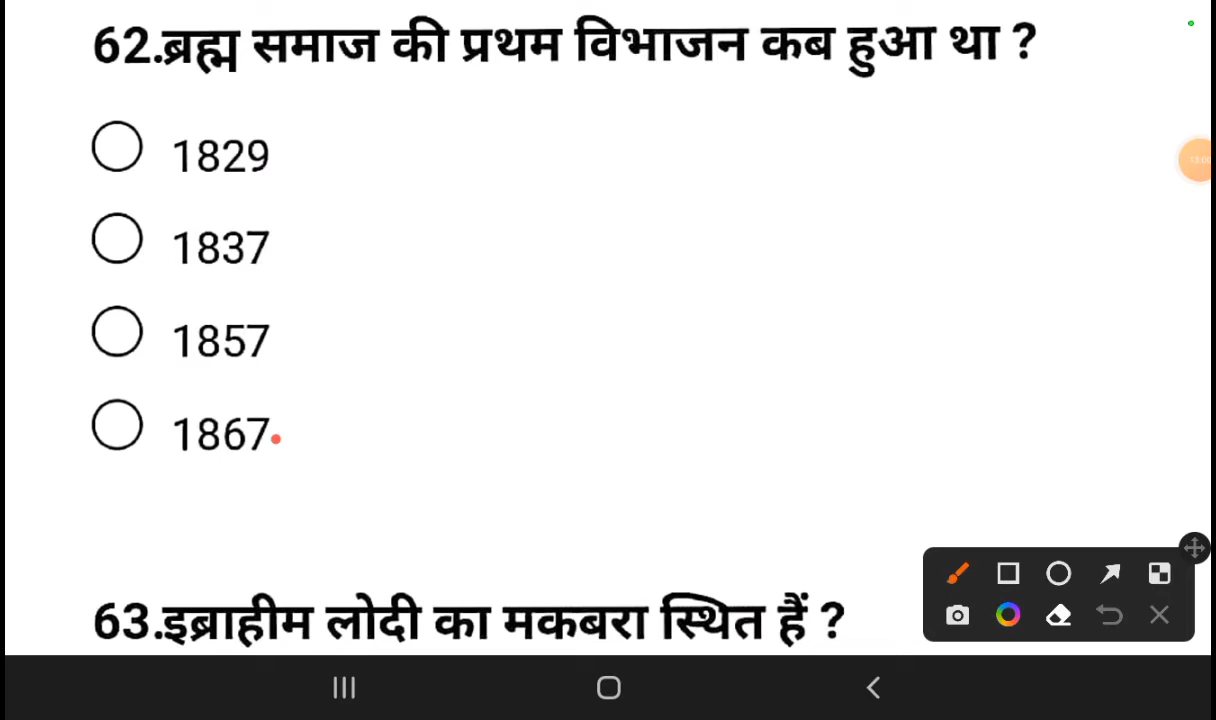 62.ब्रह्म समाज की प्रथम विभाजन कब हुआ था ?
1829
1837
1857
1867
63.इब्राहीम लोदी का मकबरा स्थित हैं ?